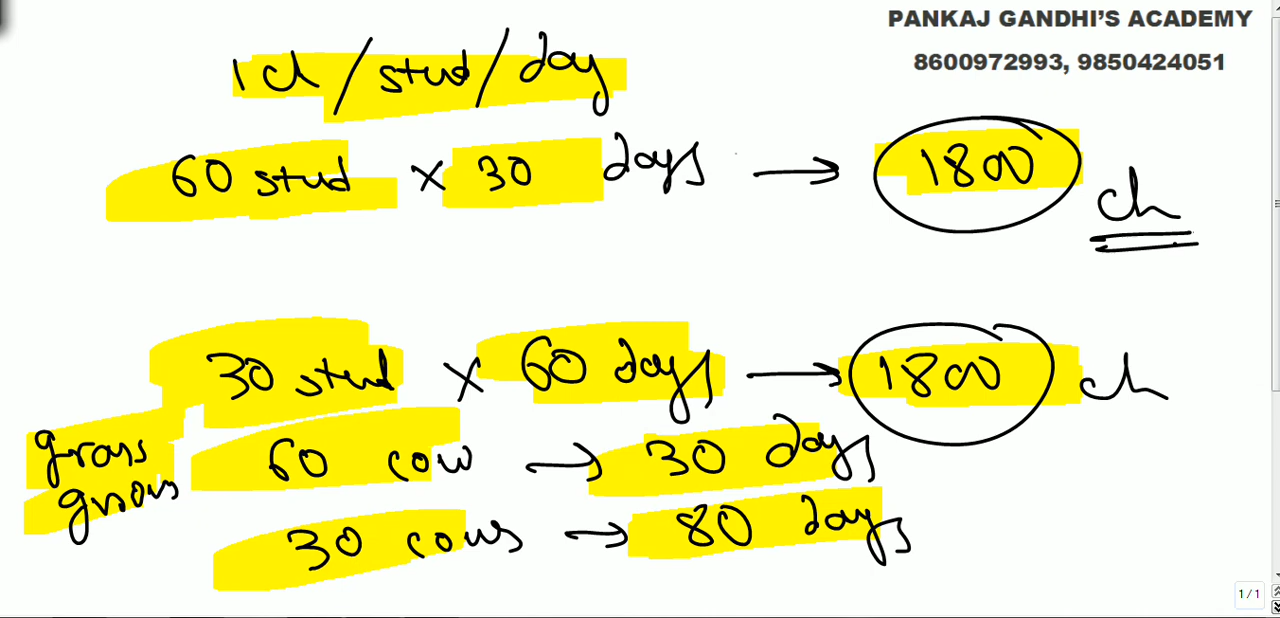 PANKAJ GANDHI'S ACADEMY
8600972993, 9850424051
1 ch / stud / day
60 stud × 30 days → 1800 ch
30 stud × 60 days → 1800 ch
grass 60 cow → 30 days
grows 30 cows → 80 days
1 / 1